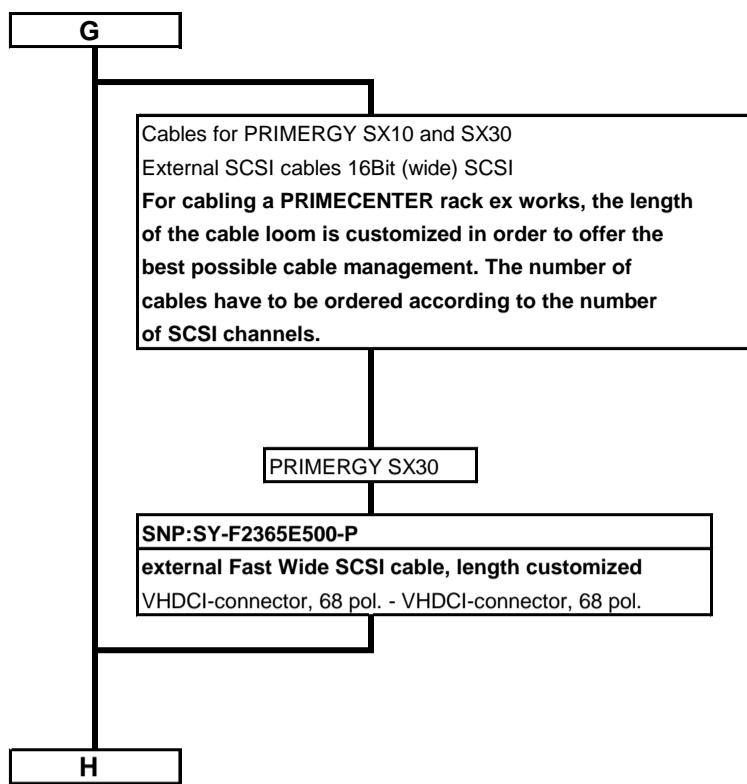 G
Cables for PRIMERGY SX10 and SX30
External SCSI cables 16Bit (wide) SCSI
For cabling a PRIMECENTER rack ex works, the length
of the cable loom is customized in order to offer the
best possible cable management. The number of
cables have to be ordered according to the number
of SCSI channels.
PRIMERGY SX30
SNP:SY-F2365E500-P
external Fast Wide SCSI cable, length customized
VHDCI-connector, 68 pol. - VHDCI-connector, 68 pol.
H